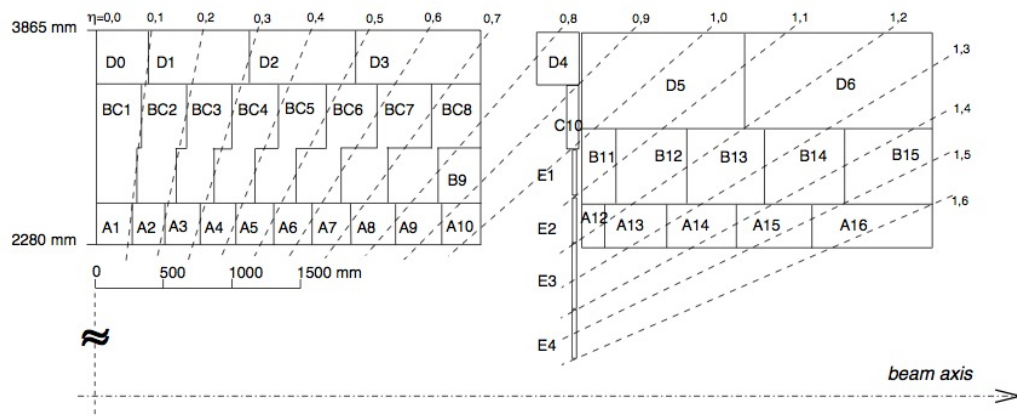 η=0,0 0,1 0,2 0,3 0,4 0,5 0,6 0,7 0,8 0,9 1,0 1,1 1,2
3865 mm
D0 D1 D2 D3 D4 D5 D6
1,3
BC1 BC2 BC3 BC4 BC5 BC6 BC7 BC8
1,4
C10
B9 E1 B11 B12 B13 B14 B15
1,5
1,6
A1 A2 A3 A4 A5 A6 A7 A8 A9 A10 E2 A12 A13 A14 A15 A16
2280 mm
0 500 1000 1500 mm
E3
E4
beam axis